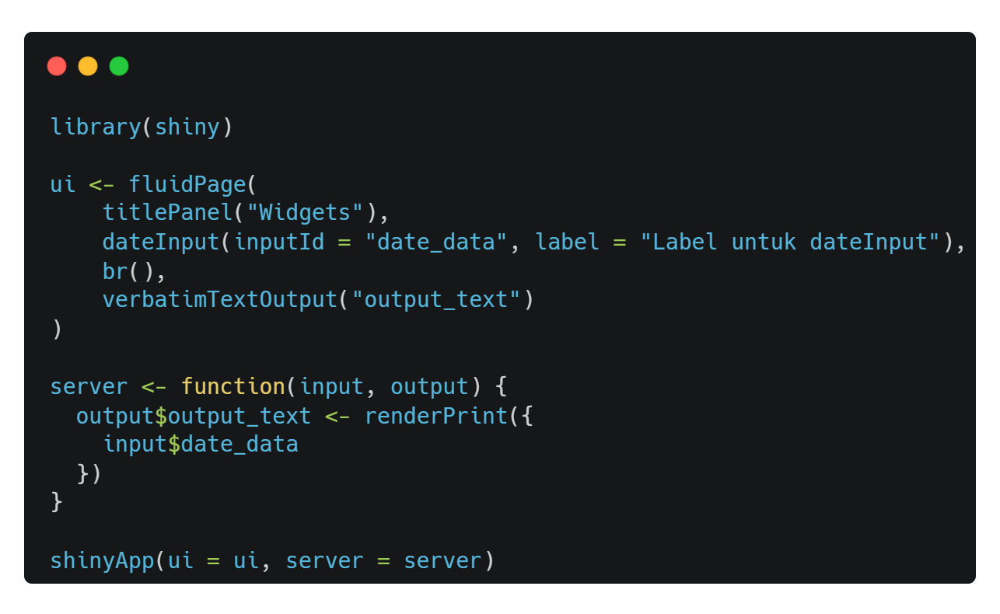 library(shiny)

ui <- fluidPage(
    titlePanel("Widgets"),
    dateInput(inputId = "date_data", label = "Label untuk dateInput"),
    br(),
    verbatimTextOutput("output_text")
)

server <- function(input, output) {
  output$output_text <- renderPrint({
    input$date_data
  })
}

shinyApp(ui = ui, server = server)